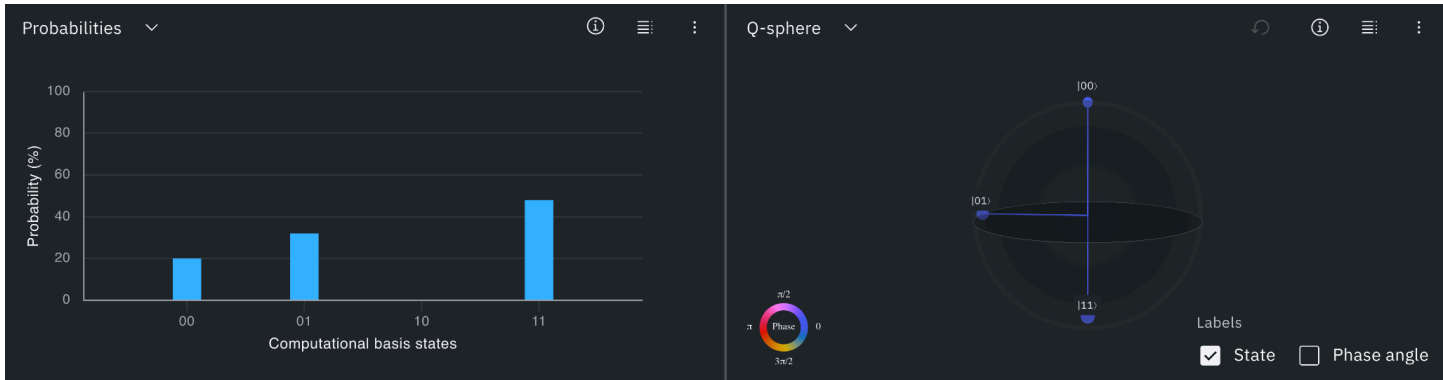 Probabilities
100
80
60
40
20
0
Probability (%)
00 01 10 11
Computational basis states
Q-sphere
|00⟩
|01⟩
|11⟩
π/2
π Phase 0
3π/2
Labels
State Phase angle